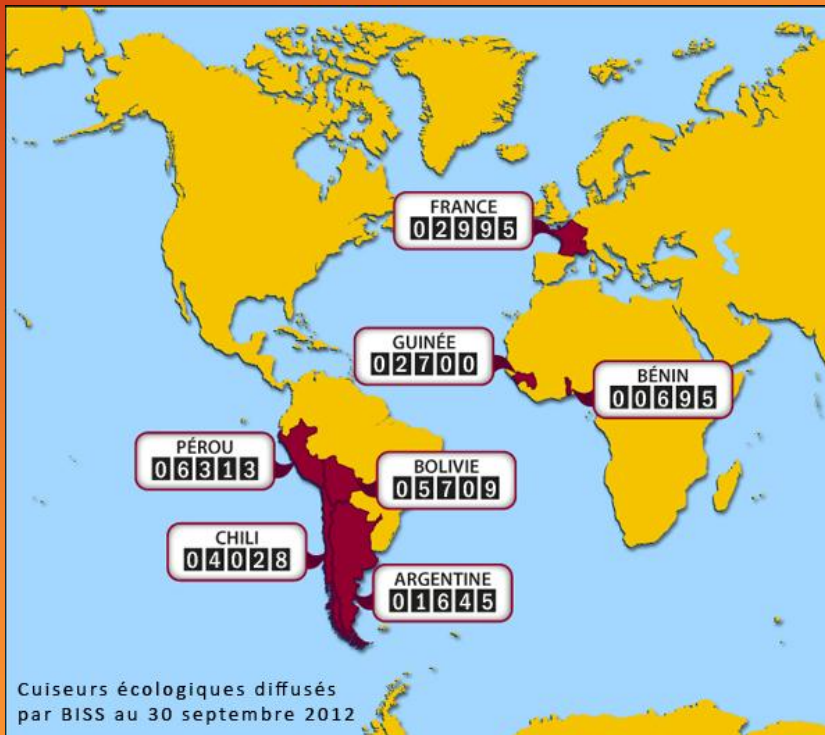 FRANCE
02995
GUINÉE
02700
BÉNIN
00695
PÉROU
06313
BOLIVIE
05709
CHILI
04028
ARGENTINE
01645
Cuiseurs écologiques diffusés
par BISS au 30 septembre 2012